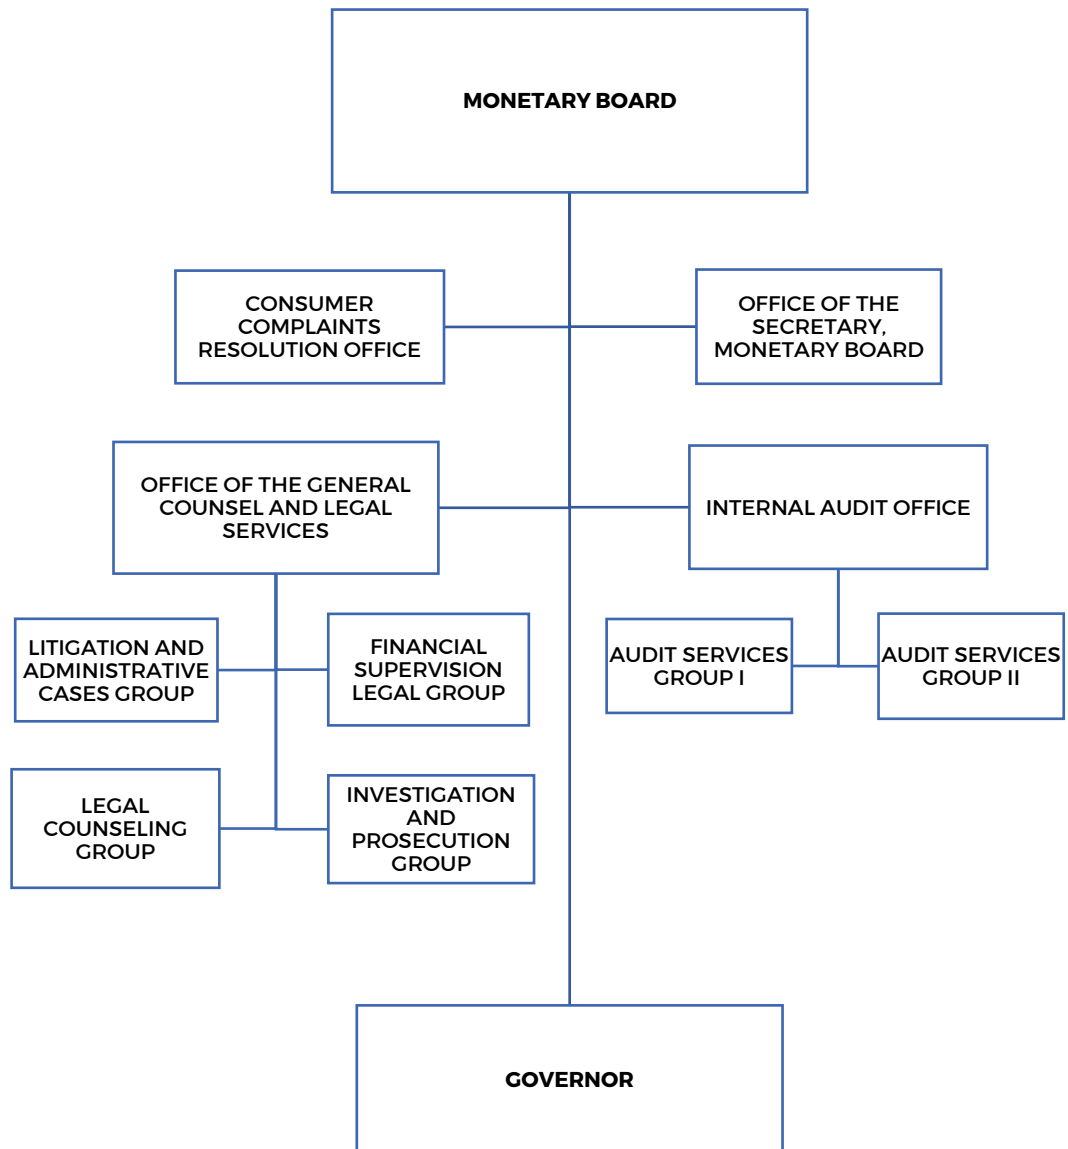 MONETARY BOARD
CONSUMER
COMPLAINTS
RESOLUTION OFFICE
OFFICE OF THE
SECRETARY,
MONETARY BOARD
OFFICE OF THE GENERAL
COUNSEL AND LEGAL
SERVICES
INTERNAL AUDIT OFFICE
LITIGATION AND
ADMINISTRATIVE
CASES GROUP
FINANCIAL
SUPERVISION
LEGAL GROUP
AUDIT SERVICES
GROUP I
AUDIT SERVICES
GROUP II
LEGAL
COUNSELING
GROUP
INVESTIGATION
AND
PROSECUTION
GROUP
GOVERNOR